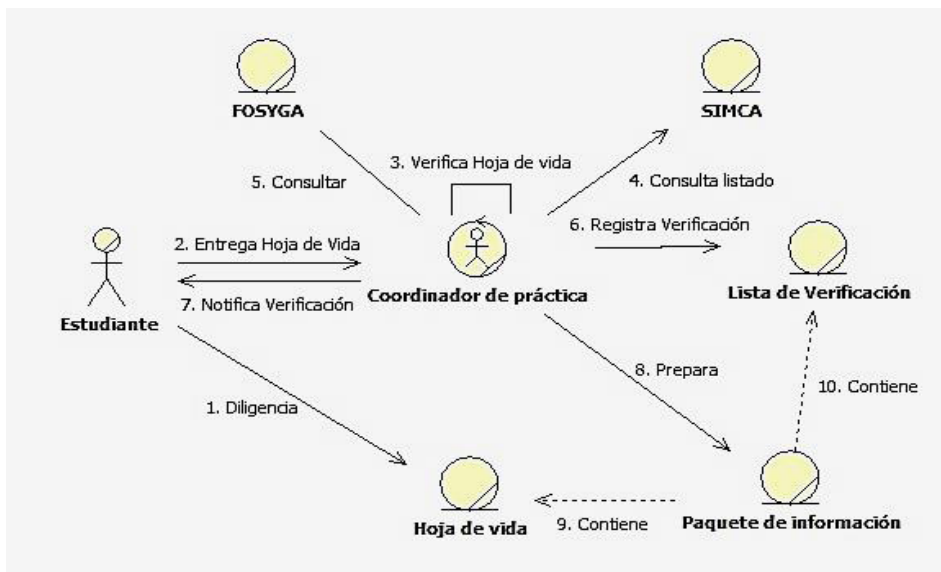 FOSYGA
SIMCA
3. Verifica Hoja de vida
5. Consultar
4. Consulta listado
6. Registra Verificación
2. Entrega Hoja de Vida
Coordinador de práctica
Lista de Verificación
7. Notifica Verificación
Estudiante
8. Prepara
10. Contiene
1. Diligencia
Hoja de vida
9. Contiene
Paquete de información